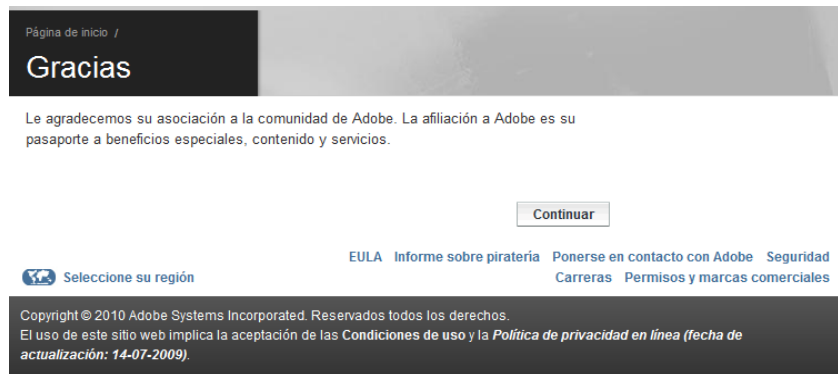 Página de inicio /
Gracias
Le agradecemos su asociación a la comunidad de Adobe. La afiliación a Adobe es su
pasaporte a beneficios especiales, contenido y servicios.
Continuar
EULA Informe sobre piratería Ponerse en contacto con Adobe Seguridad
Seleccione su región
Carreras Permisos y marcas comerciales
Copyright © 2010 Adobe Systems Incorporated. Reservados todos los derechos.
El uso de este sitio web implica la aceptación de las Condiciones de uso y la Política de privacidad en línea (fecha de
actualización: 14-07-2009).